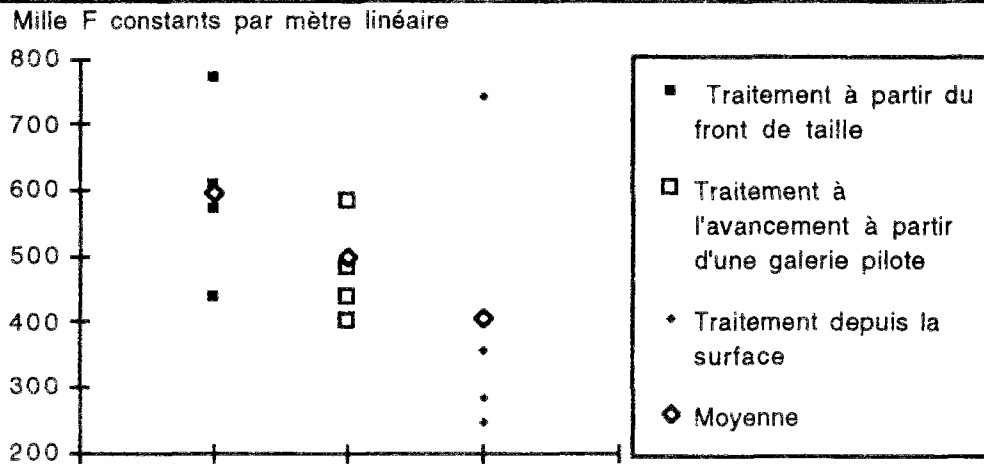 Mille F constants par mètre linéaire
800
700
600
500
400
300
200
Traitement à partir du
front de taille
Traitement à
l'avancement à partir
d'une galerie pilote
Traitement depuis la
surface
Moyenne